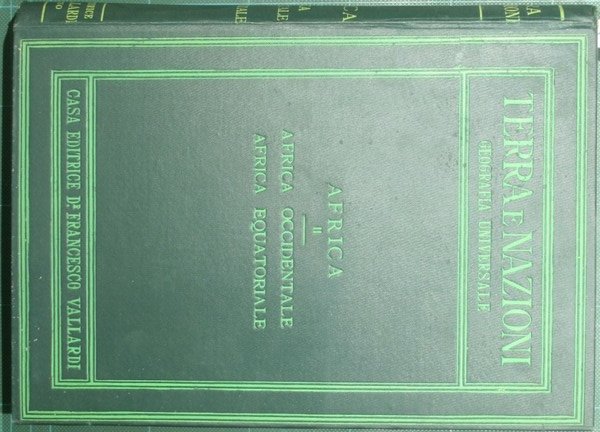 TERRA E NAZIONI
GEOGRAFIA UNIVERSALE
AFRICA
II
AFRICA OCCIDENTALE
AFRICA EQUATORIALE
CASA EDITRICE Dr. FRANCESCO VALLARDI